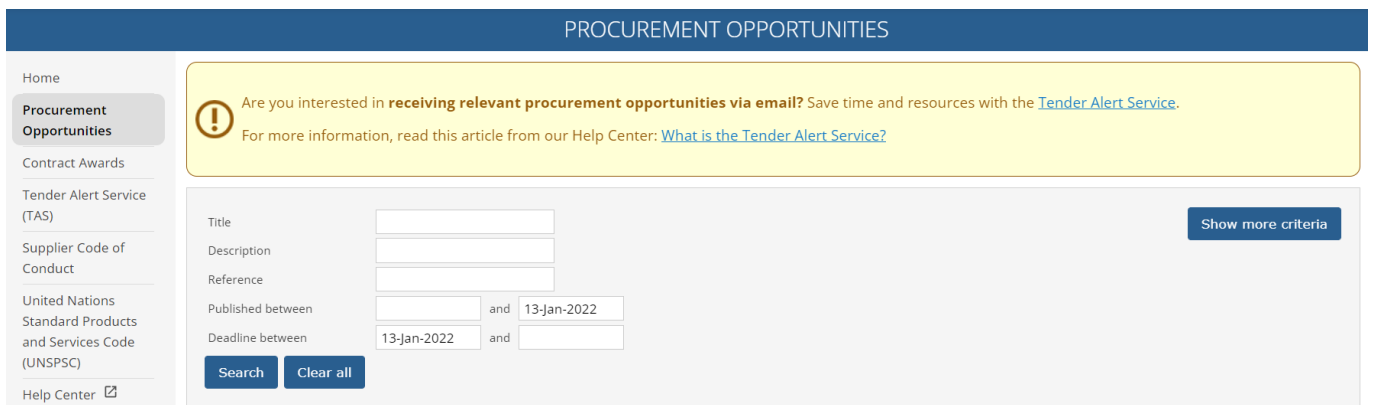 PROCUREMENT OPPORTUNITIES
Home
Procurement
Opportunities
Contract Awards
Tender Alert Service
(TAS)
Supplier Code of
Conduct
United Nations
Standard Products
and Services Code
(UNSPSC)
Help Center
Are you interested in receiving relevant procurement opportunities via email? Save time and resources with the Tender Alert Service.
For more information, read this article from our Help Center: What is the Tender Alert Service?
Title
Show more criteria
Description
Reference
Published between and 13-Jan-2022
Deadline between 13-Jan-2022 and
Search Clear all